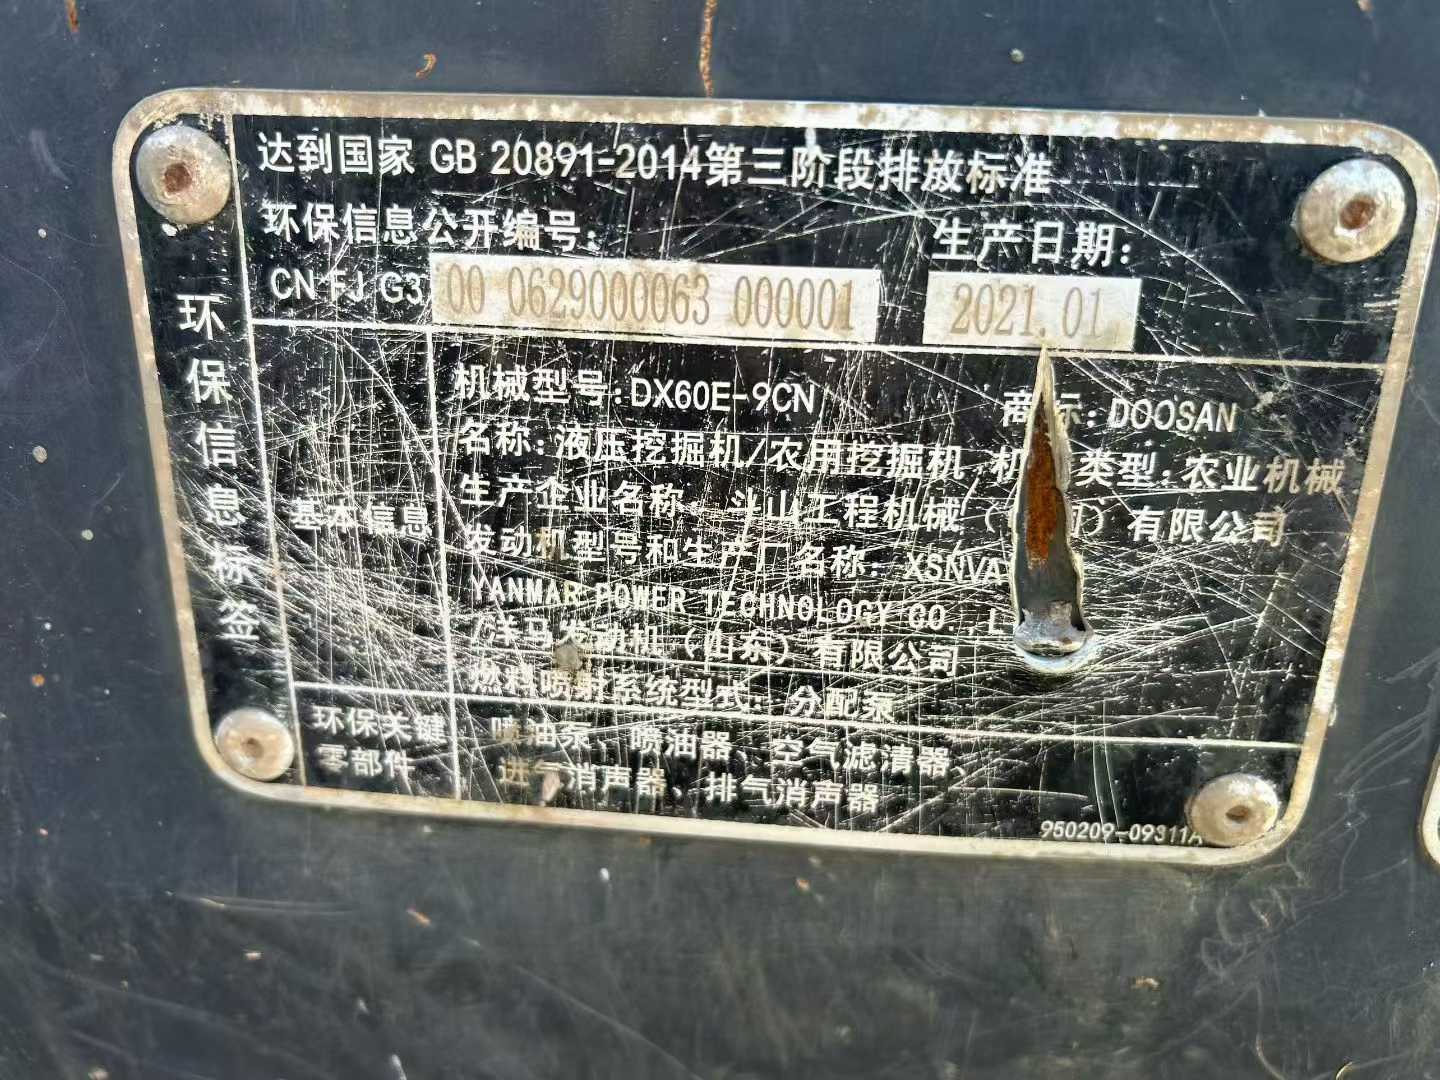 达到国家 GB 20891-2014第三阶段排放标准
环保信息公开编号: 生产日期:
CN FJ G3 00 0629000063 000001 2021.01
环保信息标签
基本信息
机械型号:DX60E-9CN 商标:DOOSAN
名称:液压挖掘机/农用挖掘机 机 类型:农业机械
生产企业名称: 斗山工程机械( )有限公司
发动机型号和生产厂名称: XSNVA
YANMAR POWER TECHNOLOGY CO.,L
/洋马发动机(山东)有限公司
燃料喷射系统型式: 分配泵
环保关键
零部件
喷油泵、喷油器、空气滤清器、
进气消声器、排气消声器
950209-09311A